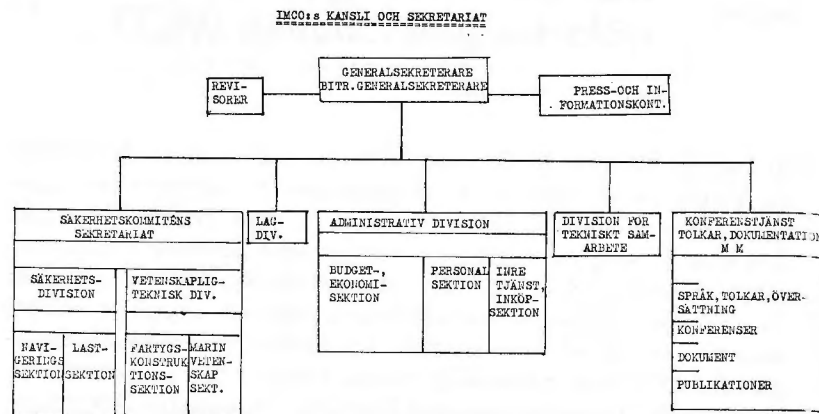 IMCO:s KANSLI OCH SEKRETARIAT
GENERALSEKRETERARE
BITR.GENERALSEKRETERARE
REVI-
SORER
PRESS-OCH IN-
FORMATIONSKONT.
SÄKERHETSKOMMITÉNS
SEKRETARIAT
SÄKERHETS-
DIVISION
VETENSKAPLIG-
TEKNISK DIV.
NAVI-
GERINGS
SEKTION
LAST-
SEKTION
FARTYGS-
KONSTRUK
TIONS-
SEKTION
MARIN
VETEN-
SKAP
SEKT.
LAG-
DIV.
ADMINISTRATIV DIVISION
BUDGET-,
EKONOMI-
SEKTION
PERSONAL
SEKTION
INRE
TJÄNST,
INKÖP-
SEKTION
DIVISION FÖR
TEKNISKT SAM-
ARBETE
KONFERENSTJÄNST
TOLKAR,DOKUMENTATION
M M
SPRÅK,TOLKAR,ÖVER-
SÄTTNING
KONFERENSER
DOKUMENT
PUBLIKATIONER